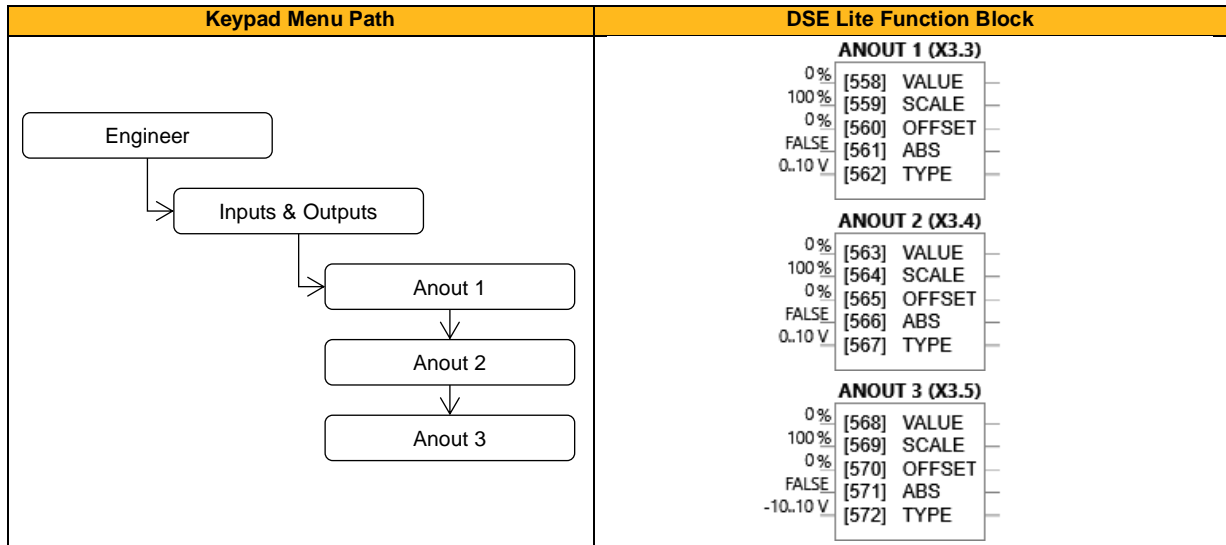 Keypad Menu Path
DSE Lite Function Block
Engineer
Inputs & Outputs
Anout 1
Anout 2
Anout 3
ANOUT 1 (X3.3)
0 % [558] VALUE
100 % [559] SCALE
0 % [560] OFFSET
FALSE [561] ABS
0..10 V [562] TYPE
ANOUT 2 (X3.4)
0 % [563] VALUE
100 % [564] SCALE
0 % [565] OFFSET
FALSE [566] ABS
0..10 V [567] TYPE
ANOUT 3 (X3.5)
0 % [568] VALUE
100 % [569] SCALE
0 % [570] OFFSET
FALSE [571] ABS
-10..10 V [572] TYPE